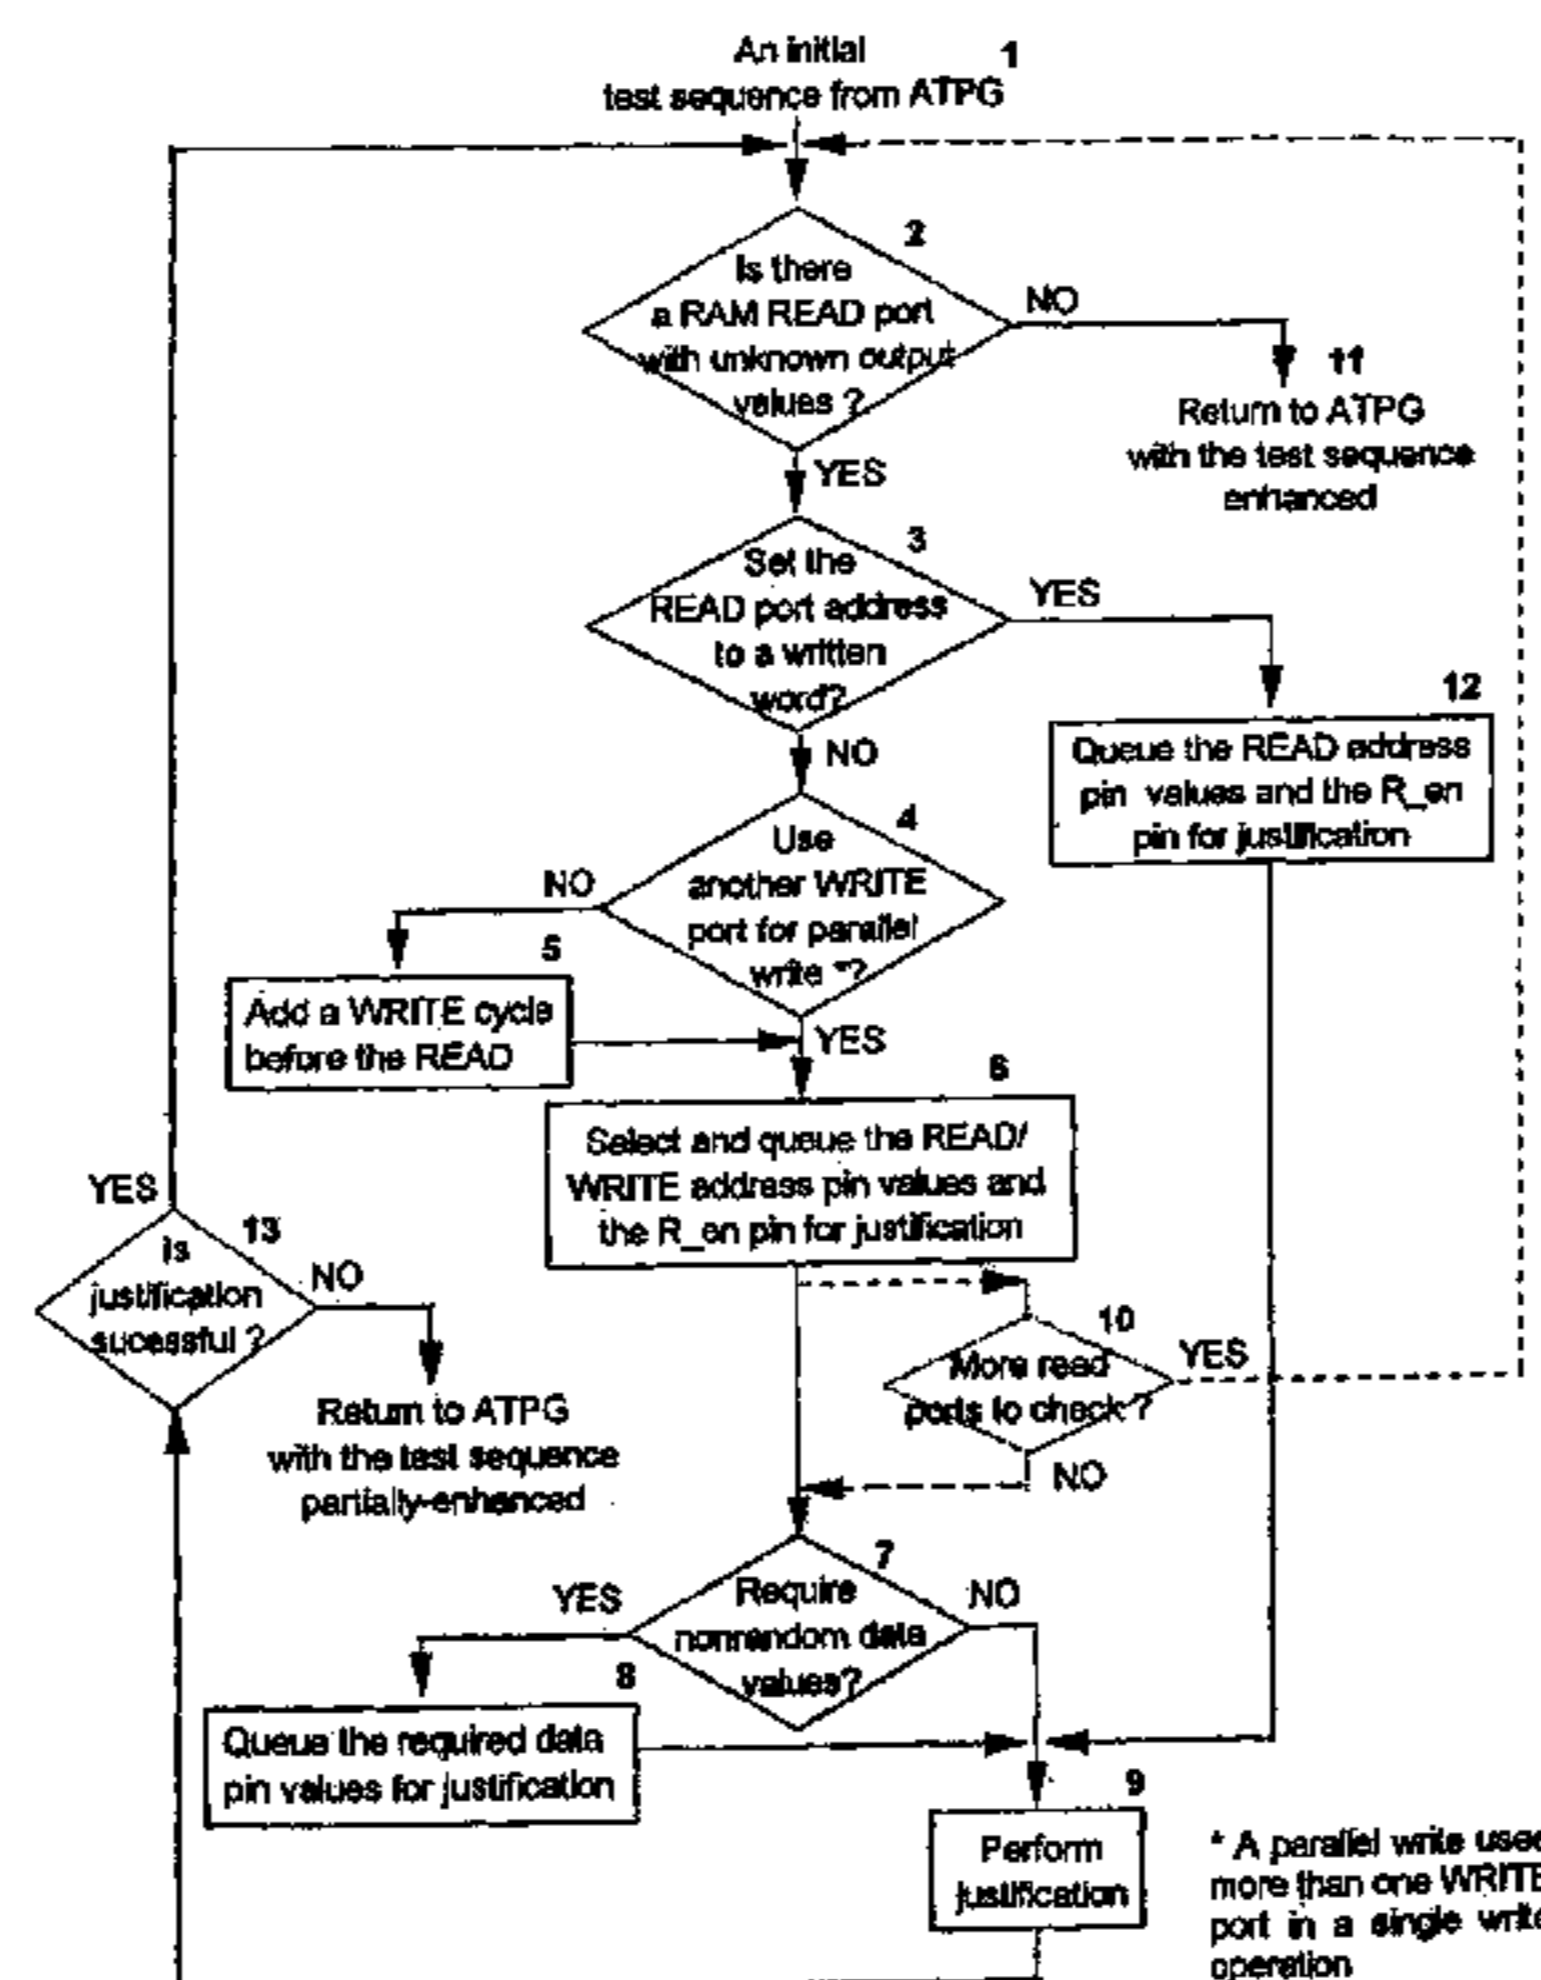 An initial
1
test sequence from ATPG
2
Is there
a RAM READ port
with unknown output
values ?
NO
11
Return to ATPG
with the test sequence
enhanced
YES
3
Set the
READ port address
to a written
word?
YES
12
Queue the READ address
pin values and the R_en
pin for justification
NO
4
Use
another WRITE
port for parallel
write *?
NO
5
Add a WRITE cycle
before the READ
YES
6
Select and queue the READ/
WRITE address pin values and
the R_en pin for justification
YES
13
Is
justification
sucessful ?
NO
Return to ATPG
with the test sequence
partially-enhanced
10
More read
ports to check ?
YES
NO
7
Require
nonrandom data
values?
YES
NO
8
Queue the required data
pin values for justification
9
Perform
justification
* A parallel write used
more than one WRITE
port in a single write
operation